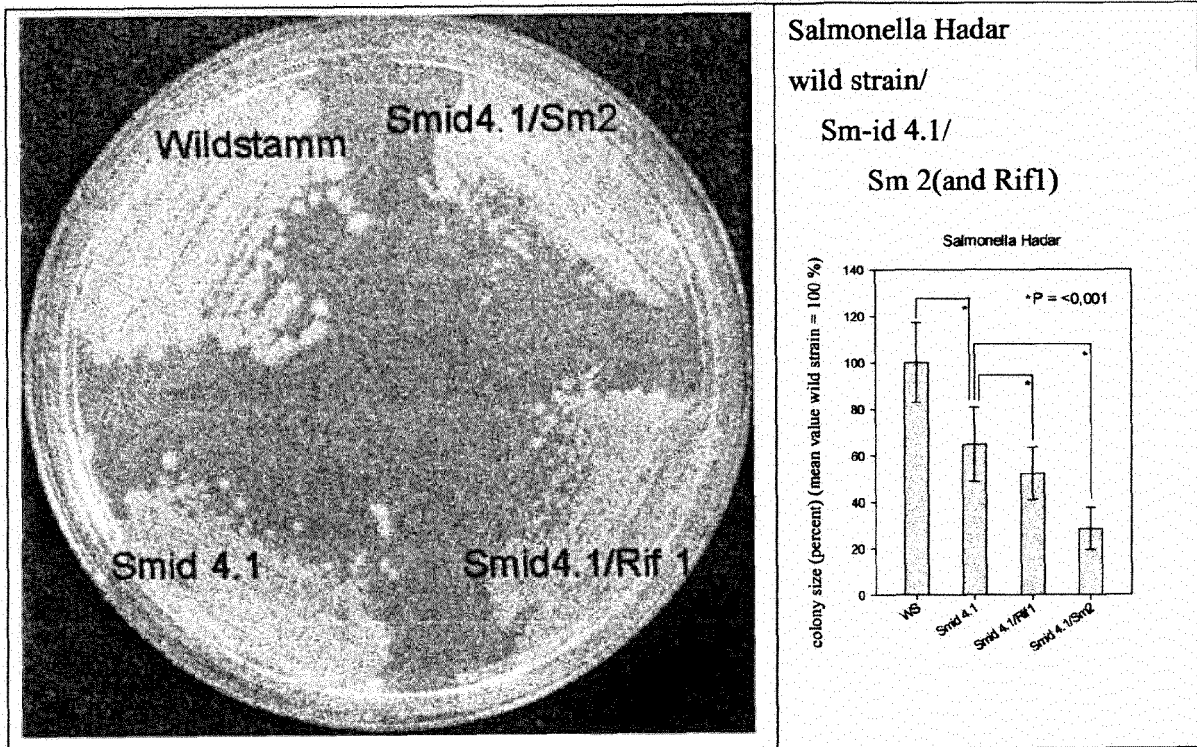 Wildstamm
Smid4.1/Sm2
Smid 4.1
Smid4.1/Rif 1
Salmonella Hadar
wild strain/
Sm-id 4.1/
Sm 2(and Rif1)
Salmonella Hadar
colony size (percent) (mean value wild strain = 100 %)
140
120
100
80
60
40
20
0
*P = <0,001
*
*
*
WS
Smid 4.1
Smid 4.1/Rif1
Smid 4.1/Sm2